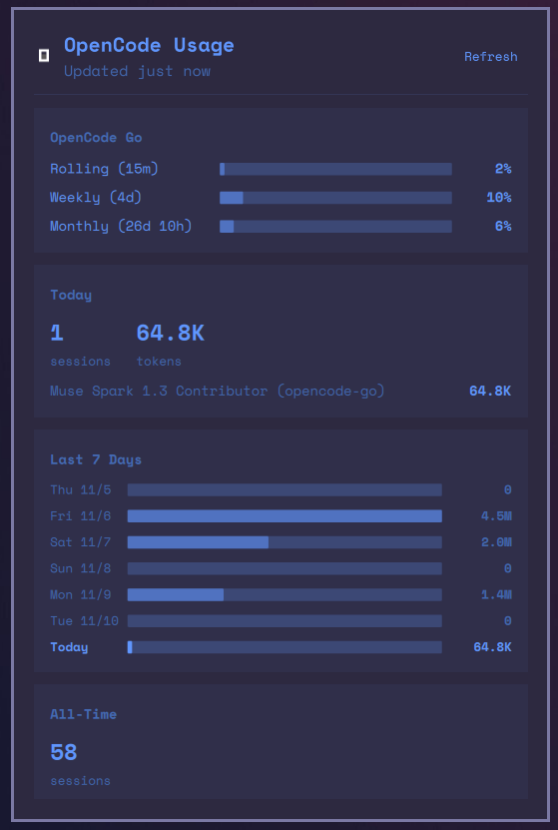 OpenCode Usage
Updated just now
Refresh
OpenCode Go
Rolling (15m) 2%
Weekly (4d) 10%
Monthly (26d 10h) 6%
Today
1 64.8K
sessions tokens
Muse Spark 1.3 Contributor (opencode-go) 64.8K
Last 7 Days
Thu 11/5 0
Fri 11/6 4.5M
Sat 11/7 2.0M
Sun 11/8 0
Mon 11/9 1.4M
Tue 11/10 0
Today 64.8K
All-Time
58
sessions